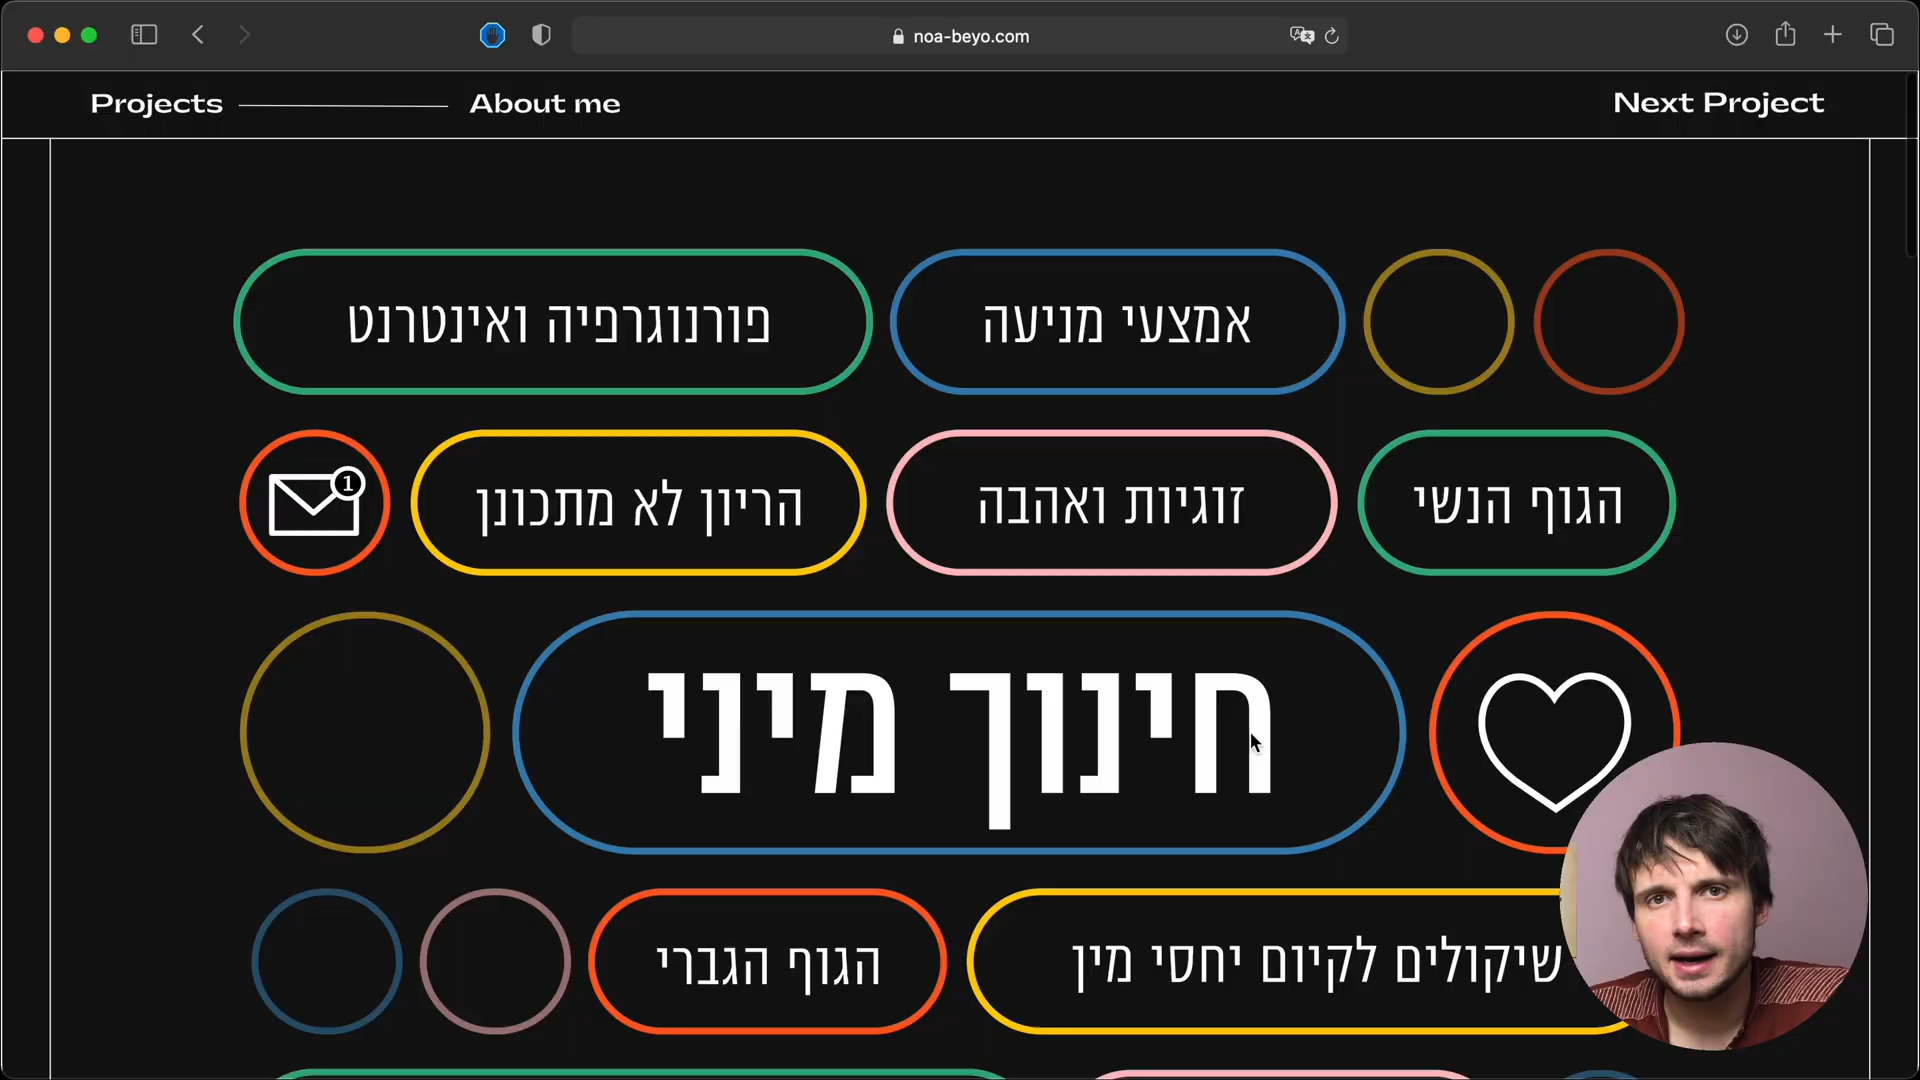 noa-beyo.com
Projects About me Next Project
אמצעי מניעה פורנוגרפיה ואינטרנט
הגוף הנשי זוגיות ואהבה הריון לא מתכונן 1
חינוך מיני
שיקולים לקיום יחסי מין הגוף הגברי